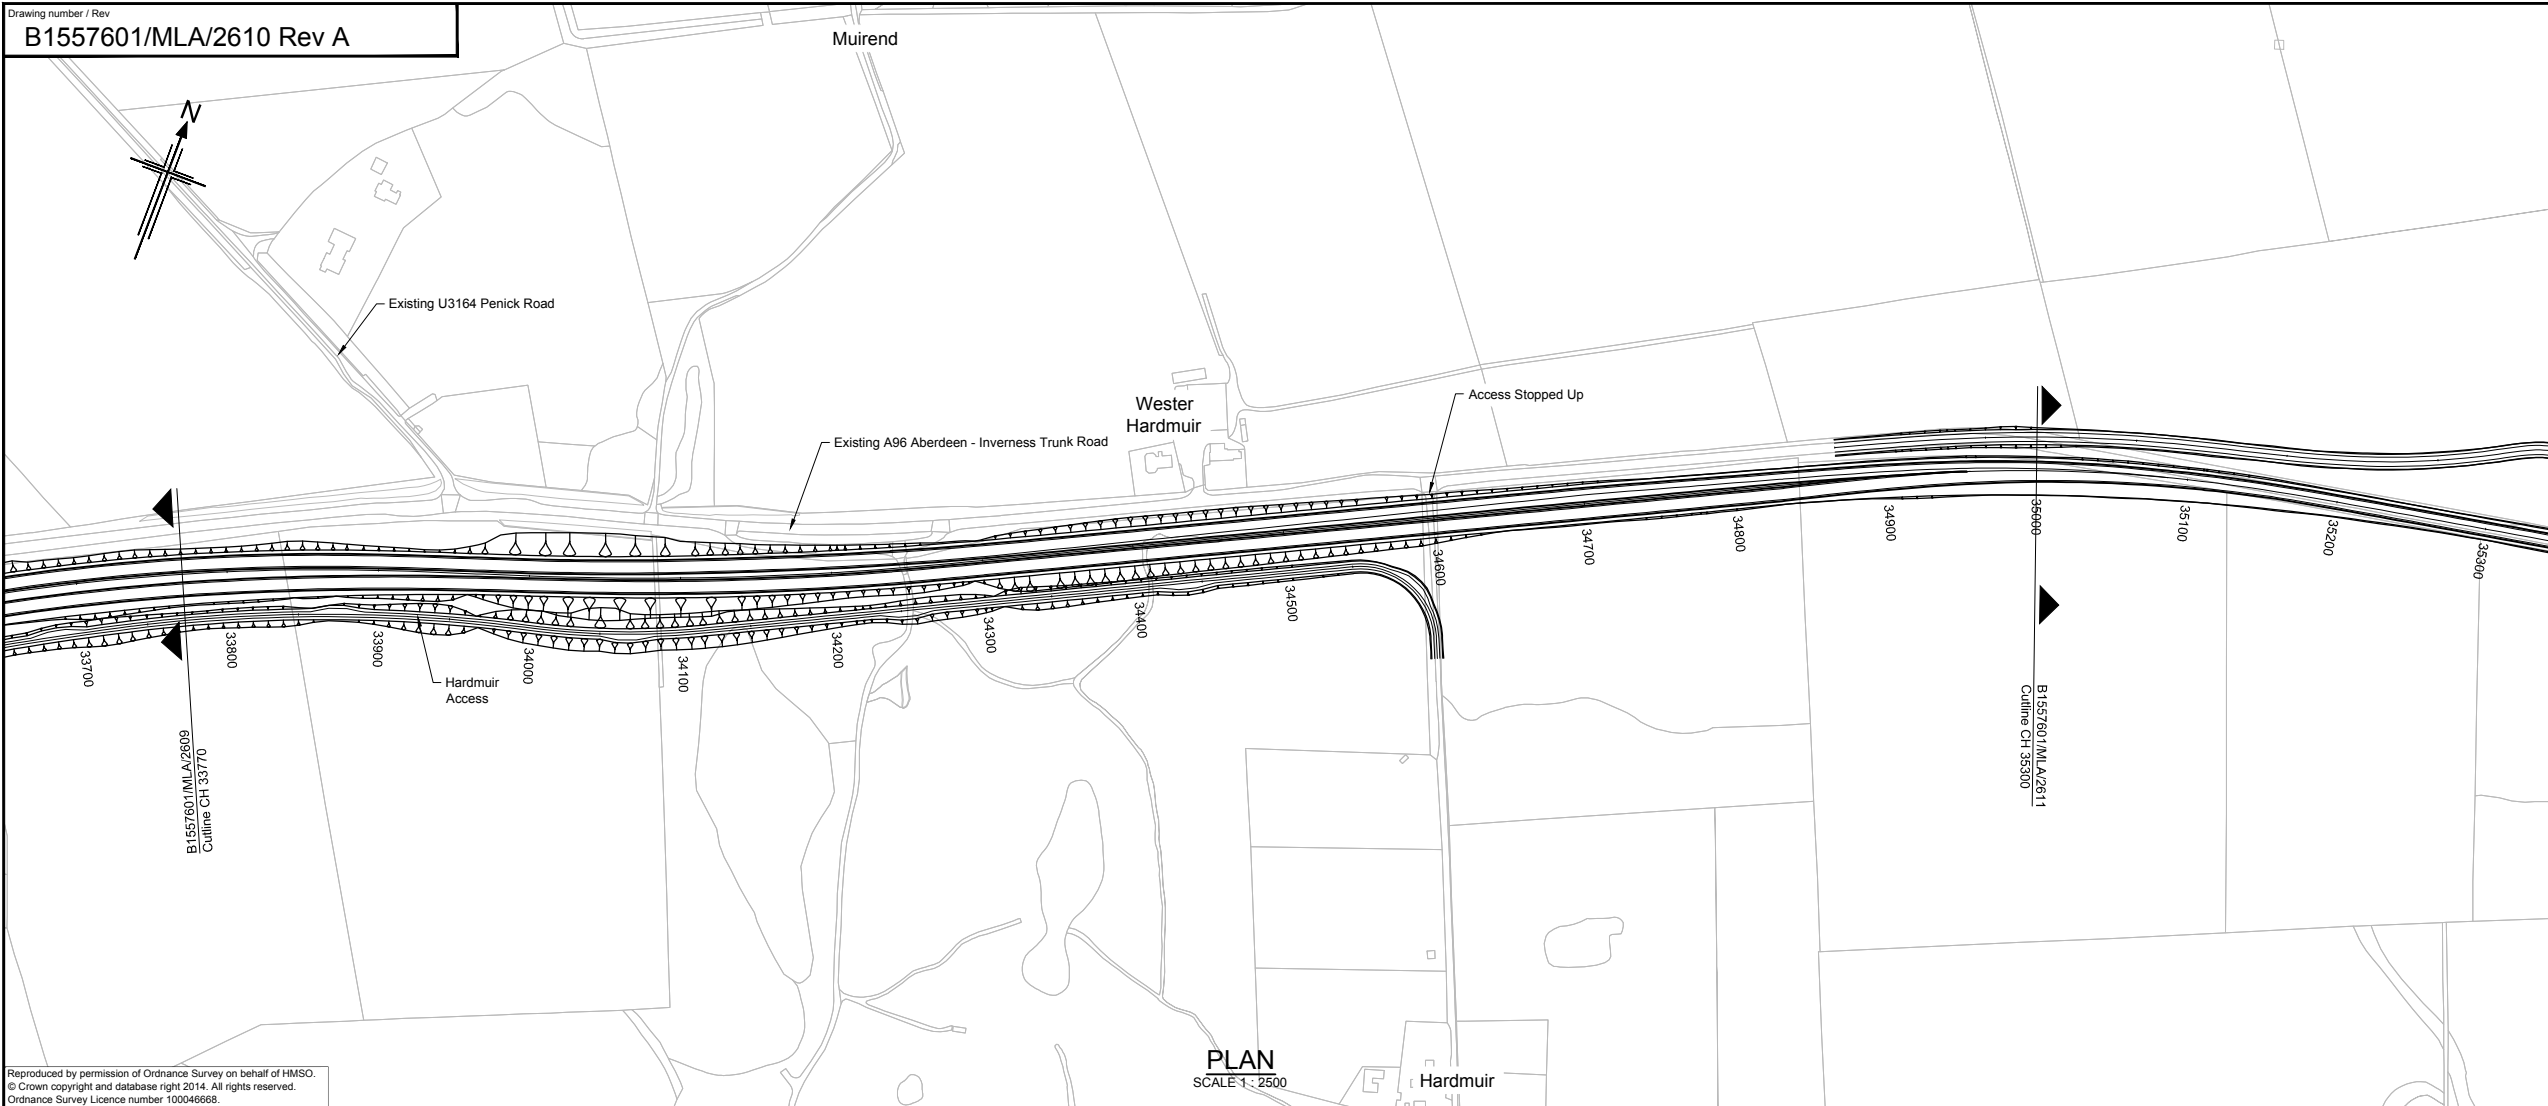 Drawing number / Rev
B1557601/MLA/2610 Rev A
Muirend
N
Existing U3164 Penick Road
Existing A96 Aberdeen - Inverness Trunk Road
Wester
Hardmuir
Access Stopped Up
33700
33800
33900
34000
34100
34200
34300
34400
34500
34600
34700
34800
34900
35000
35100
35200
35300
Hardmuir
Access
B1557601/MLA/2609
Cutline CH 33770
B1557601/MLA/2611
Cutline CH 35300
PLAN
SCALE 1 : 2500
Hardmuir
Reproduced by permission of Ordnance Survey on behalf of HMSO.
© Crown copyright and database right 2014. All rights reserved.
Ordnance Survey Licence number 100046668.